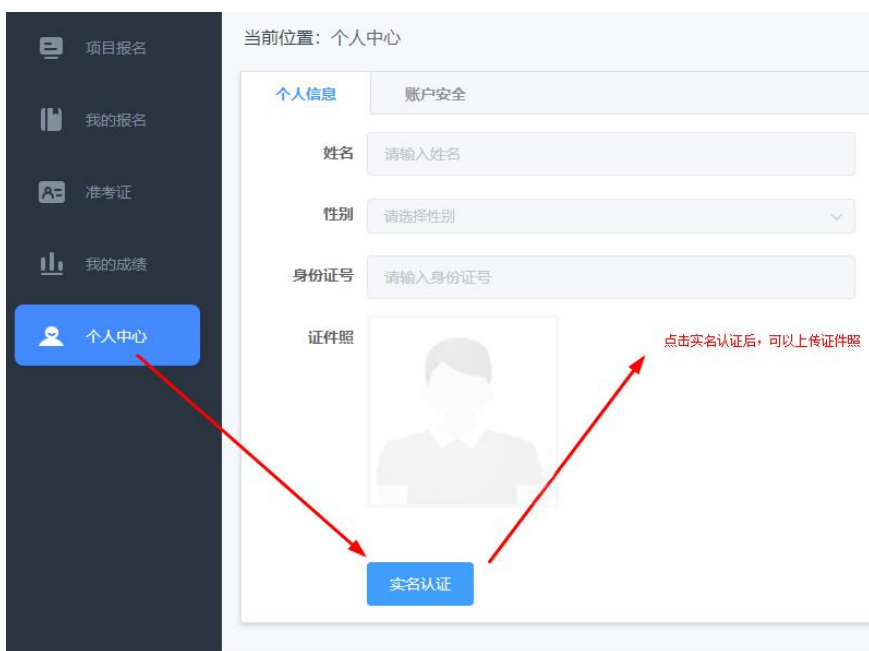 项目报名
我的报名
准考证
我的成绩
个人中心
当前位置：个人中心
个人信息
账户安全
姓名
请输入姓名
性别
请选择性别
身份证号
请输入身份证号
证件照
点击实名认证后，可以上传证件照
实名认证